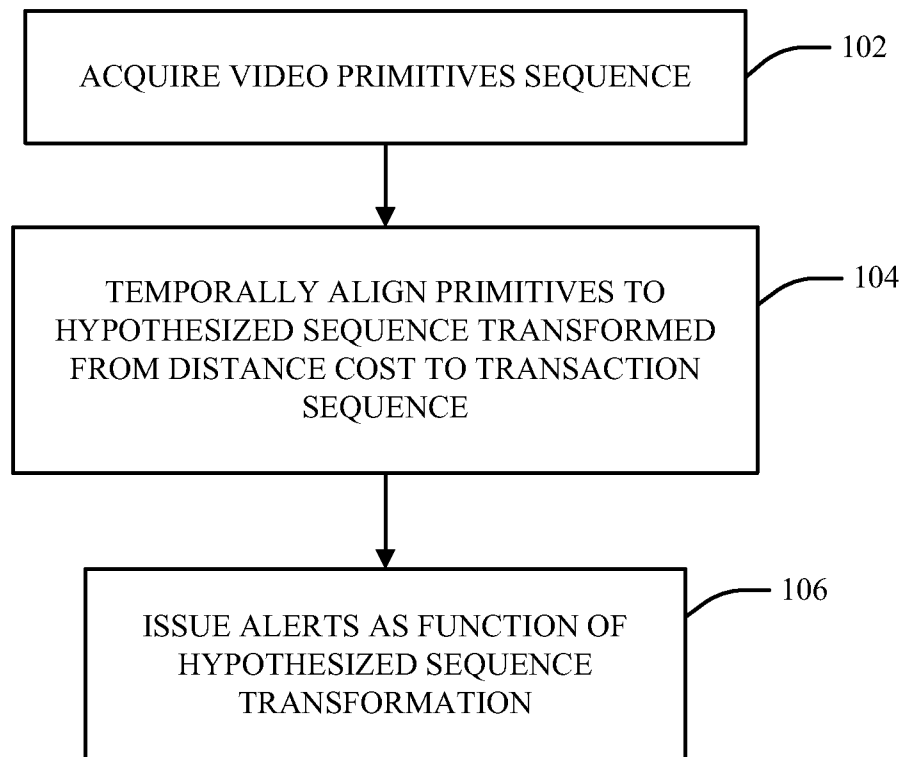 ACQUIRE VIDEO PRIMITIVES SEQUENCE
102
TEMPORALLY ALIGN PRIMITIVES TO
HYPOTHESIZED SEQUENCE TRANSFORMED
FROM DISTANCE COST TO TRANSACTION
SEQUENCE
104
ISSUE ALERTS AS FUNCTION OF
HYPOTHESIZED SEQUENCE
TRANSFORMATION
106